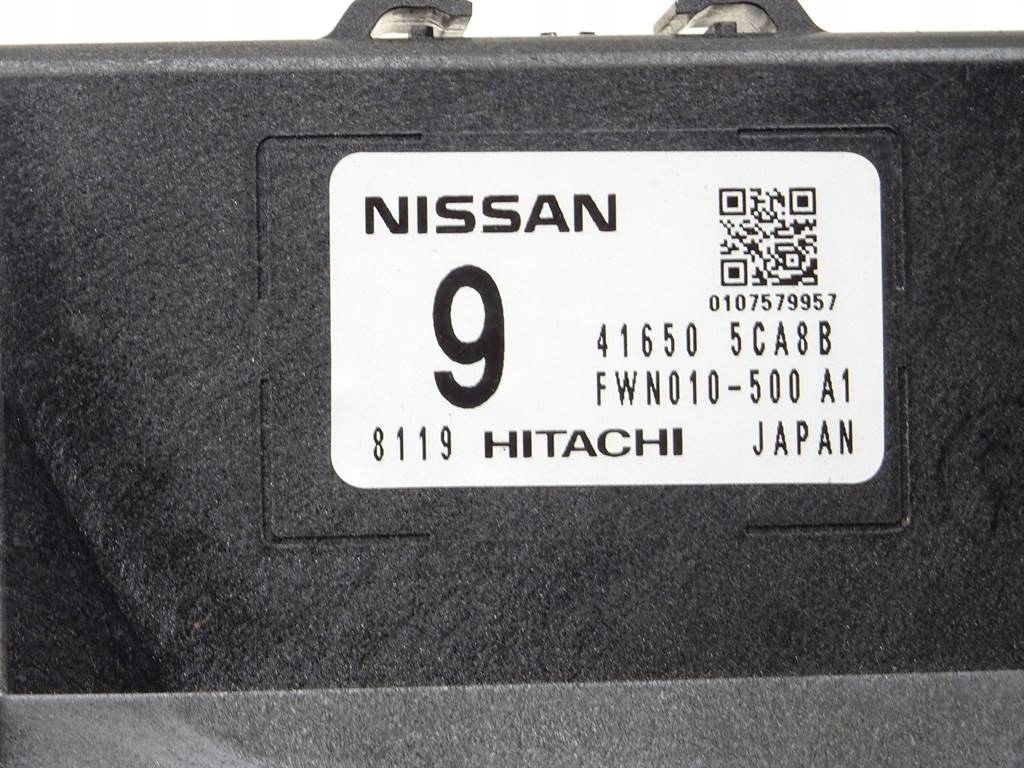 NISSAN
0107579957
9
41650 5CA8B
FWN010-500 A1
8119 HITACHI JAPAN